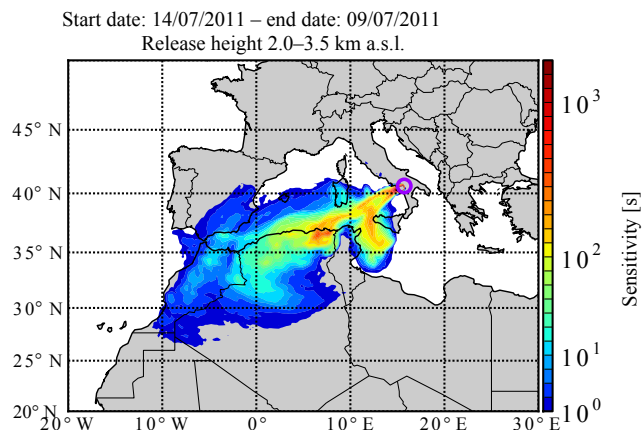 Start date: 14/07/2011 – end date: 09/07/2011
Release height 2.0–3.5 km a.s.l.
45° N
40° N
35° N
30° N
25° N
20° N
20 W
10 W
0°
10 E
20 E
30 E
10³
10²
10¹
10⁰
Sensitivity [s]